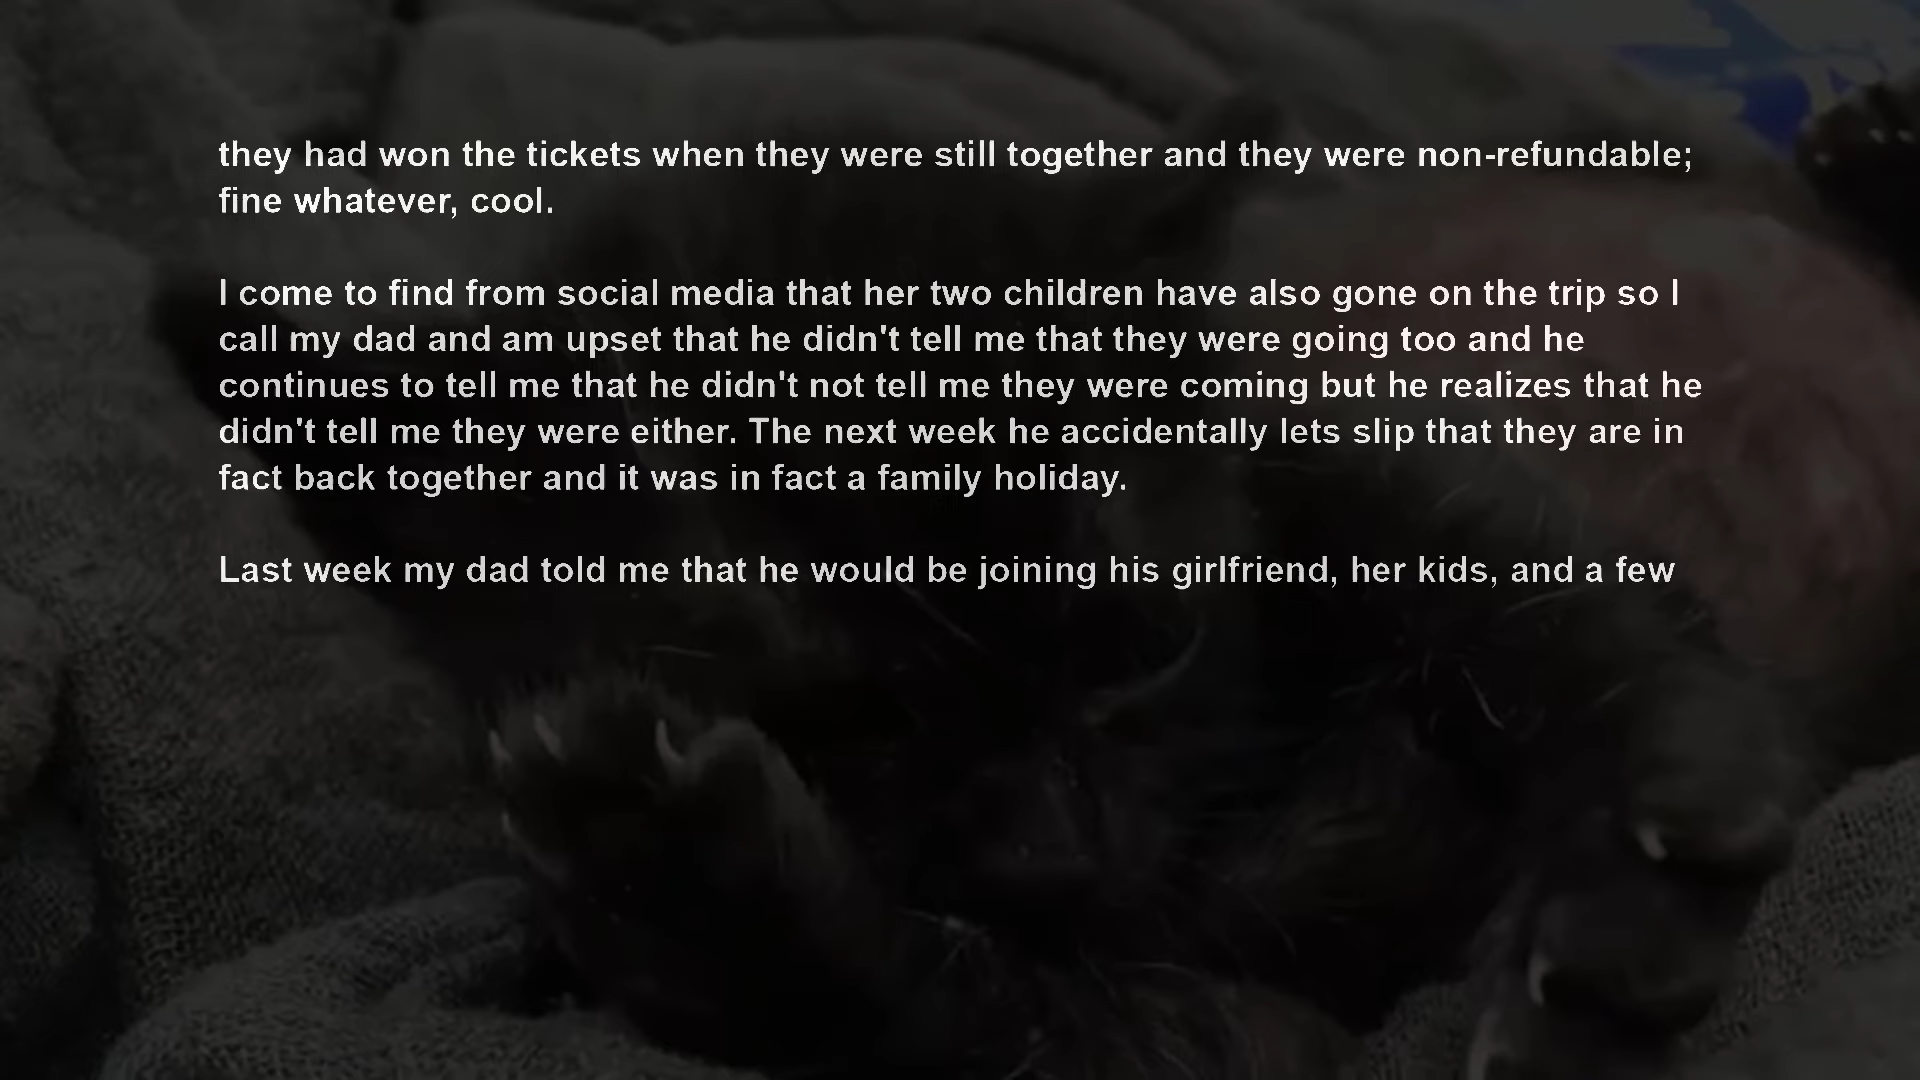 they had won the tickets when they were still together and they were non-refundable;
fine whatever, cool.
I come to find from social media that her two children have also gone on the trip so I
call my dad and am upset that he didn't tell me that they were going too and he
continues to tell me that he didn't not tell me they were coming but he realizes that he
didn't tell me they were either. The next week he accidentally lets slip that they are in
fact back together and it was in fact a family holiday.
Last week my dad told me that he would be joining his girlfriend, her kids, and a few